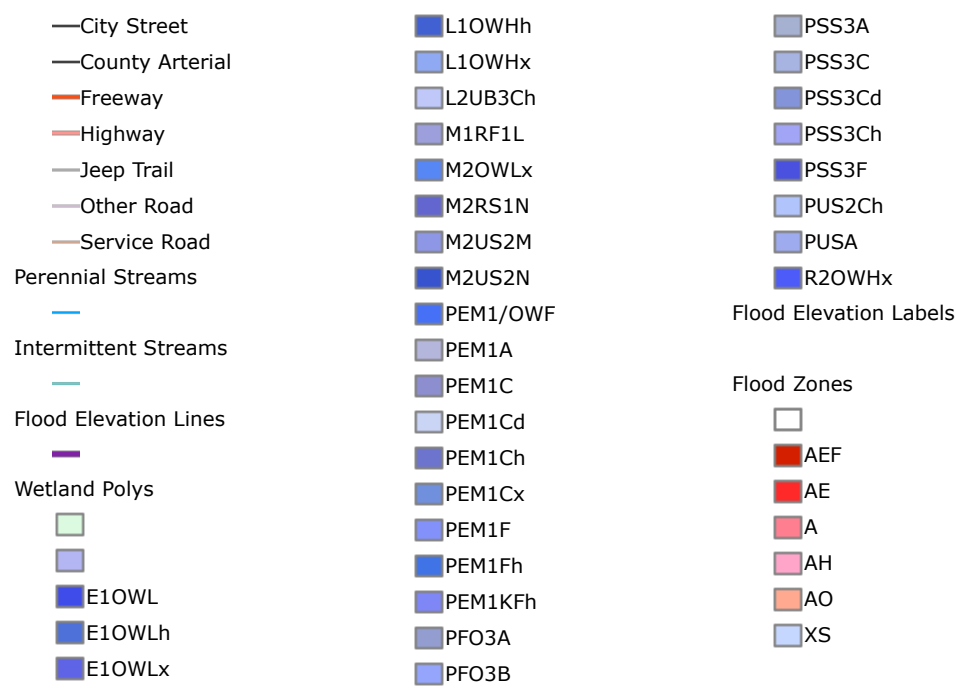 City Street
County Arterial
Freeway
Highway
Jeep Trail
Other Road
Service Road
Perennial Streams
Intermittent Streams
Flood Elevation Lines
Wetland Polys
E1OWL
E1OWLh
E1OWLx
L1OWHh
L1OWHx
L2UB3Ch
M1RF1L
M2OWLx
M2RS1N
M2US2M
M2US2N
PEM1/OWF
PEM1A
PEM1C
PEM1Cd
PEM1Ch
PEM1Cx
PEM1F
PEM1Fh
PEM1KFh
PFO3A
PFO3B
PSS3A
PSS3C
PSS3Cd
PSS3Ch
PSS3F
PUS2Ch
PUSA
R2OWHx
Flood Elevation Labels
Flood Zones
AEF
AE
A
AH
AO
XS